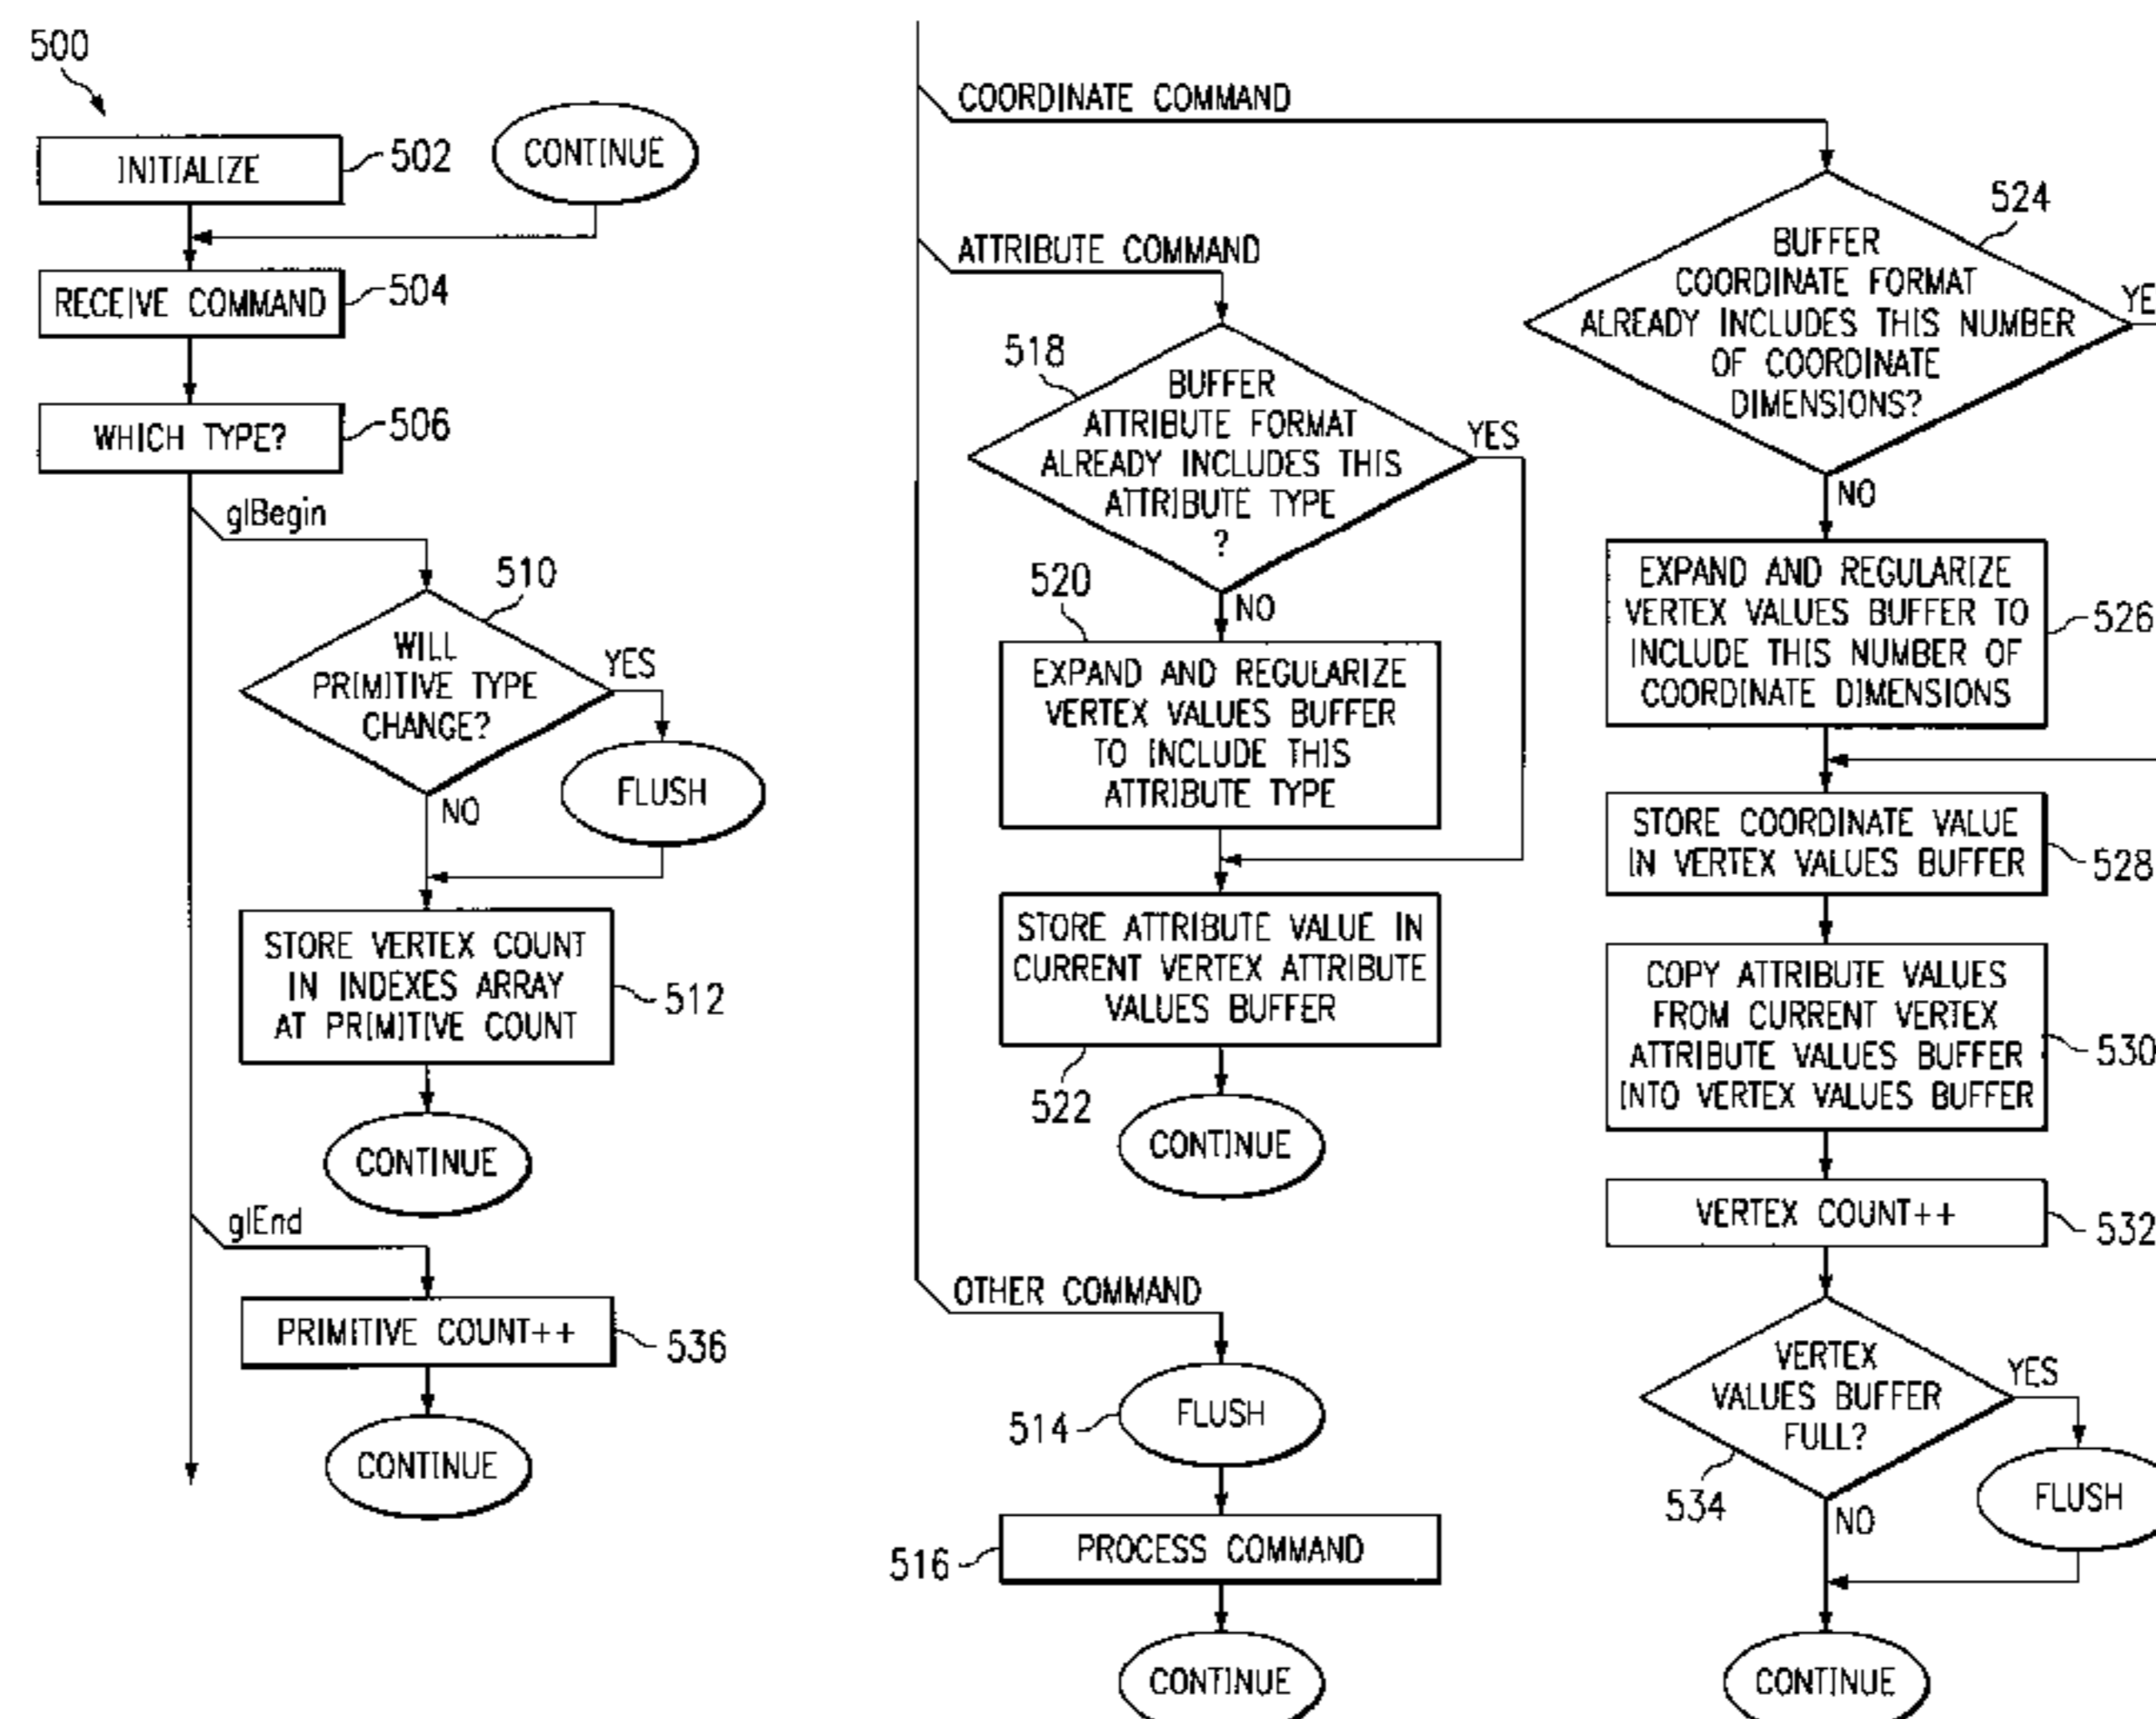 500
INITIALIZE
502
CONTINUE
RECEIVE COMMAND
504
WHICH TYPE?
506
glBegin
510
WILL
PRIMITIVE TYPE
CHANGE?
YES
FLUSH
NO
STORE VERTEX COUNT
IN INDEXES ARRAY
AT PRIMITIVE COUNT
512
CONTINUE
glEnd
PRIMITIVE COUNT++
536
CONTINUE
COORDINATE COMMAND
ATTRIBUTE COMMAND
518
BUFFER
ATTRIBUTE FORMAT
ALREADY INCLUDES THIS
ATTRIBUTE TYPE
?
YES
NO
520
EXPAND AND REGULARIZE
VERTEX VALUES BUFFER
TO INCLUDE THIS
ATTRIBUTE TYPE
STORE ATTRIBUTE VALUE IN
CURRENT VERTEX ATTRIBUTE
VALUES BUFFER
522
CONTINUE
OTHER COMMAND
514
FLUSH
516
PROCESS COMMAND
CONTINUE
524
BUFFER
COORDINATE FORMAT
ALREADY INCLUDES THIS NUMBER
OF COORDINATE
DIMENSIONS?
YE
NO
EXPAND AND REGULARIZE
VERTEX VALUES BUFFER TO
INCLUDE THIS NUMBER OF
COORDINATE DIMENSIONS
526
STORE COORDINATE VALUE
IN VERTEX VALUES BUFFER
528
COPY ATTRIBUTE VALUES
FROM CURRENT VERTEX
ATTRIBUTE VALUES BUFFER
INTO VERTEX VALUES BUFFER
530
VERTEX COUNT++
532
VERTEX
VALUES BUFFER
FULL?
YES
534
NO
FLUSH
CONTINUE